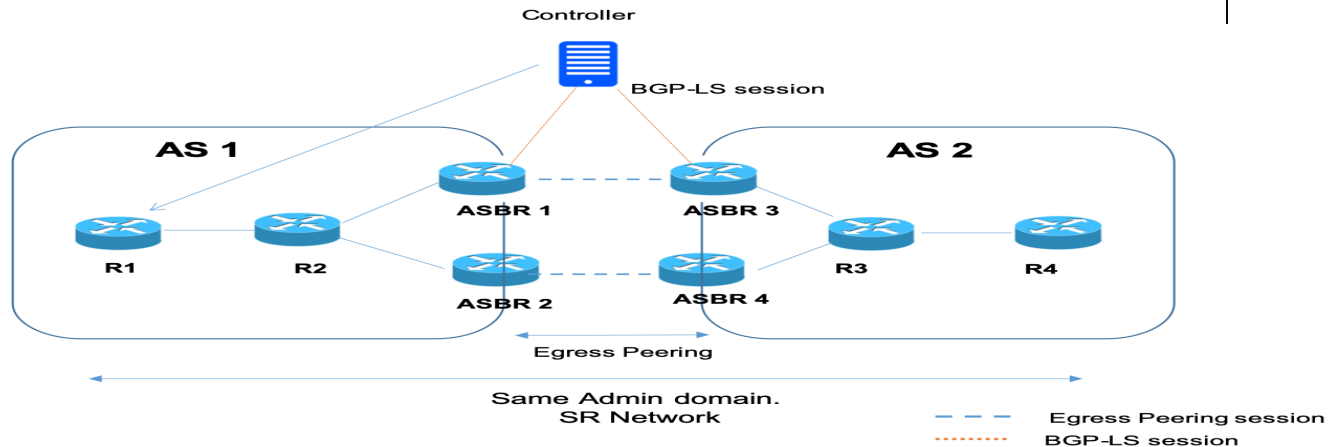 Controller
BGP-LS session
AS 1
AS 2
ASBR 1
ASBR 3
R1
R2
R3
R4
ASBR 2
ASBR 4
Egress Peering
Same Admin domain.
SR Network
Egress Peering session
BGP-LS session